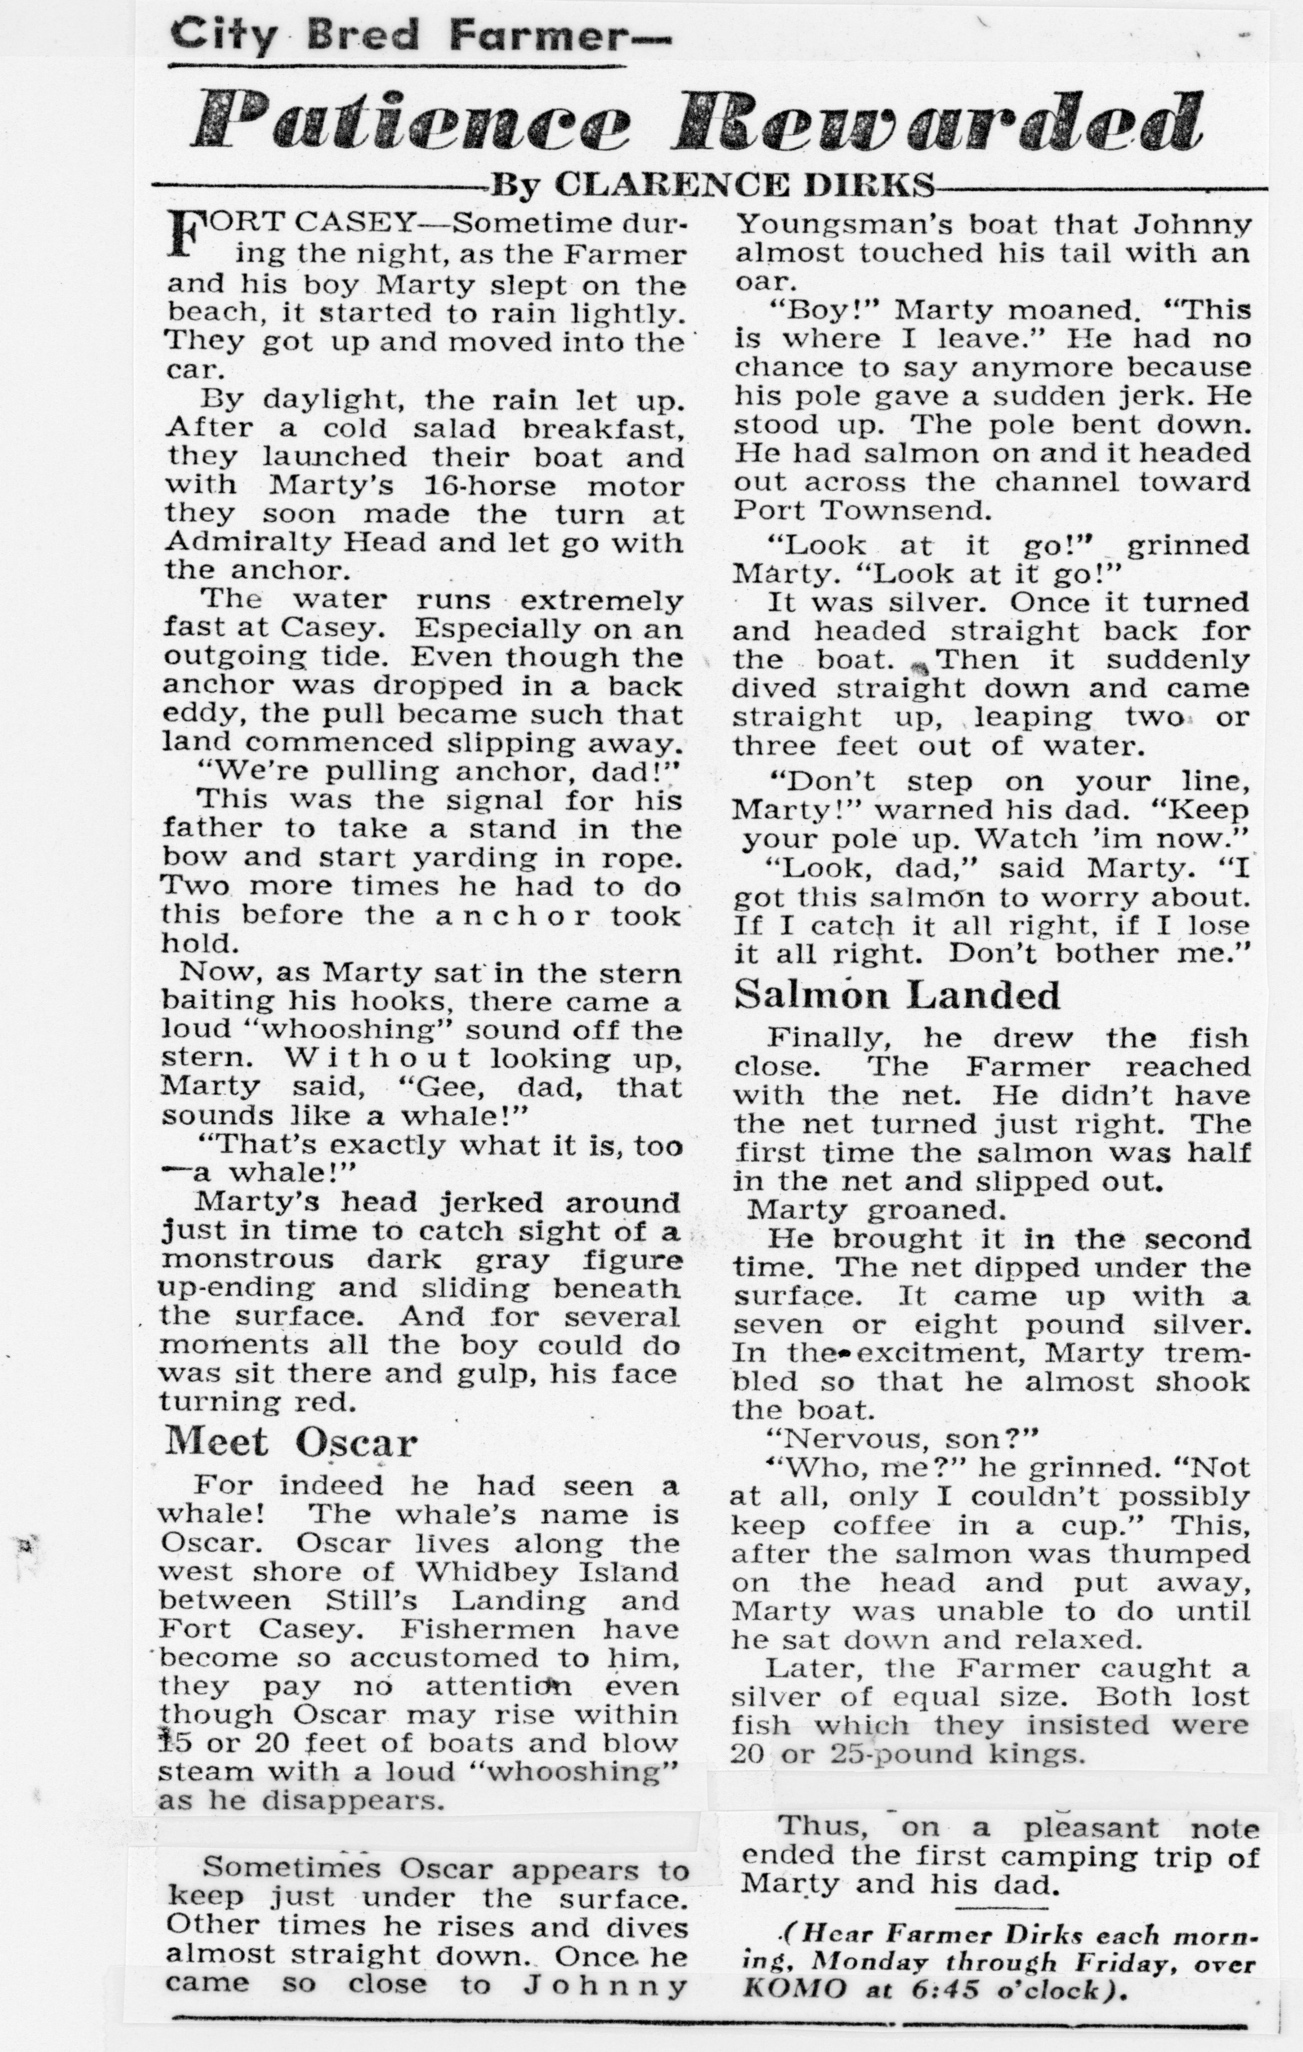 City Bred Farmer—
Patience Rewarded
By CLARENCE DIRKS
FORT CASEY—Sometime dur-
ing the night, as the Farmer
and his boy Marty slept on the
beach, it started to rain lightly.
They got up and moved into the
car.
By daylight, the rain let up.
After a cold salad breakfast,
they launched their boat and
with Marty's 16-horse motor
they soon made the turn at
Admiralty Head and let go with
the anchor.
The water runs extremely
fast at Casey. Especially on an
outgoing tide. Even though the
anchor was dropped in a back
eddy, the pull became such that
land commenced slipping away.
"We're pulling anchor, dad!"
This was the signal for his
father to take a stand in the
bow and start yarding in rope.
Two more times he had to do
this before the anchor took
hold.
Now, as Marty sat in the stern
baiting his hooks, there came a
loud "whooshing" sound off the
stern. Without looking up,
Marty said, "Gee, dad, that
sounds like a whale!"
"That's exactly what it is, too
—a whale!"
Marty's head jerked around
just in time to catch sight of a
monstrous dark gray figure
up-ending and sliding beneath
the surface. And for several
moments all the boy could do
was sit there and gulp, his face
turning red.
Meet Oscar
For indeed he had seen a
whale! The whale's name is
Oscar. Oscar lives along the
west shore of Whidbey Island
between Still's Landing and
Fort Casey. Fishermen have
become so accustomed to him,
they pay no attention even
though Oscar may rise within
15 or 20 feet of boats and blow
steam with a loud "whooshing"
as he disappears.
Sometimes Oscar appears to
keep just under the surface.
Other times he rises and dives
almost straight down. Once he
came so close to Johnny
Youngsman's boat that Johnny
almost touched his tail with an
oar.
"Boy!" Marty moaned. "This
is where I leave." He had no
chance to say anymore because
his pole gave a sudden jerk. He
stood up. The pole bent down.
He had salmon on and it headed
out across the channel toward
Port Townsend.
"Look at it go!" grinned
Marty. "Look at it go!"
It was silver. Once it turned
and headed straight back for
the boat. Then it suddenly
dived straight down and came
straight up, leaping two or
three feet out of water.
"Don't step on your line,
Marty!" warned his dad. "Keep
your pole up. Watch 'im now."
"Look, dad," said Marty. "I
got this salmon to worry about.
If I catch it all right, if I lose
it all right. Don't bother me."
Salmon Landed
Finally, he drew the fish
close. The Farmer reached
with the net. He didn't have
the net turned just right. The
first time the salmon was half
in the net and slipped out.
Marty groaned.
He brought it in the second
time. The net dipped under the
surface. It came up with a
seven or eight pound silver.
In the excitment, Marty trem-
bled so that he almost shook
the boat.
"Nervous, son?"
"Who, me?" he grinned. "Not
at all, only I couldn't possibly
keep coffee in a cup." This,
after the salmon was thumped
on the head and put away,
Marty was unable to do until
he sat down and relaxed.
Later, the Farmer caught a
silver of equal size. Both lost
fish which they insisted were
20 or 25-pound kings.
Thus, on a pleasant note
ended the first camping trip of
Marty and his dad.
(Hear Farmer Dirks each morn-
ing, Monday through Friday, over
KOMO at 6:45 o'clock).